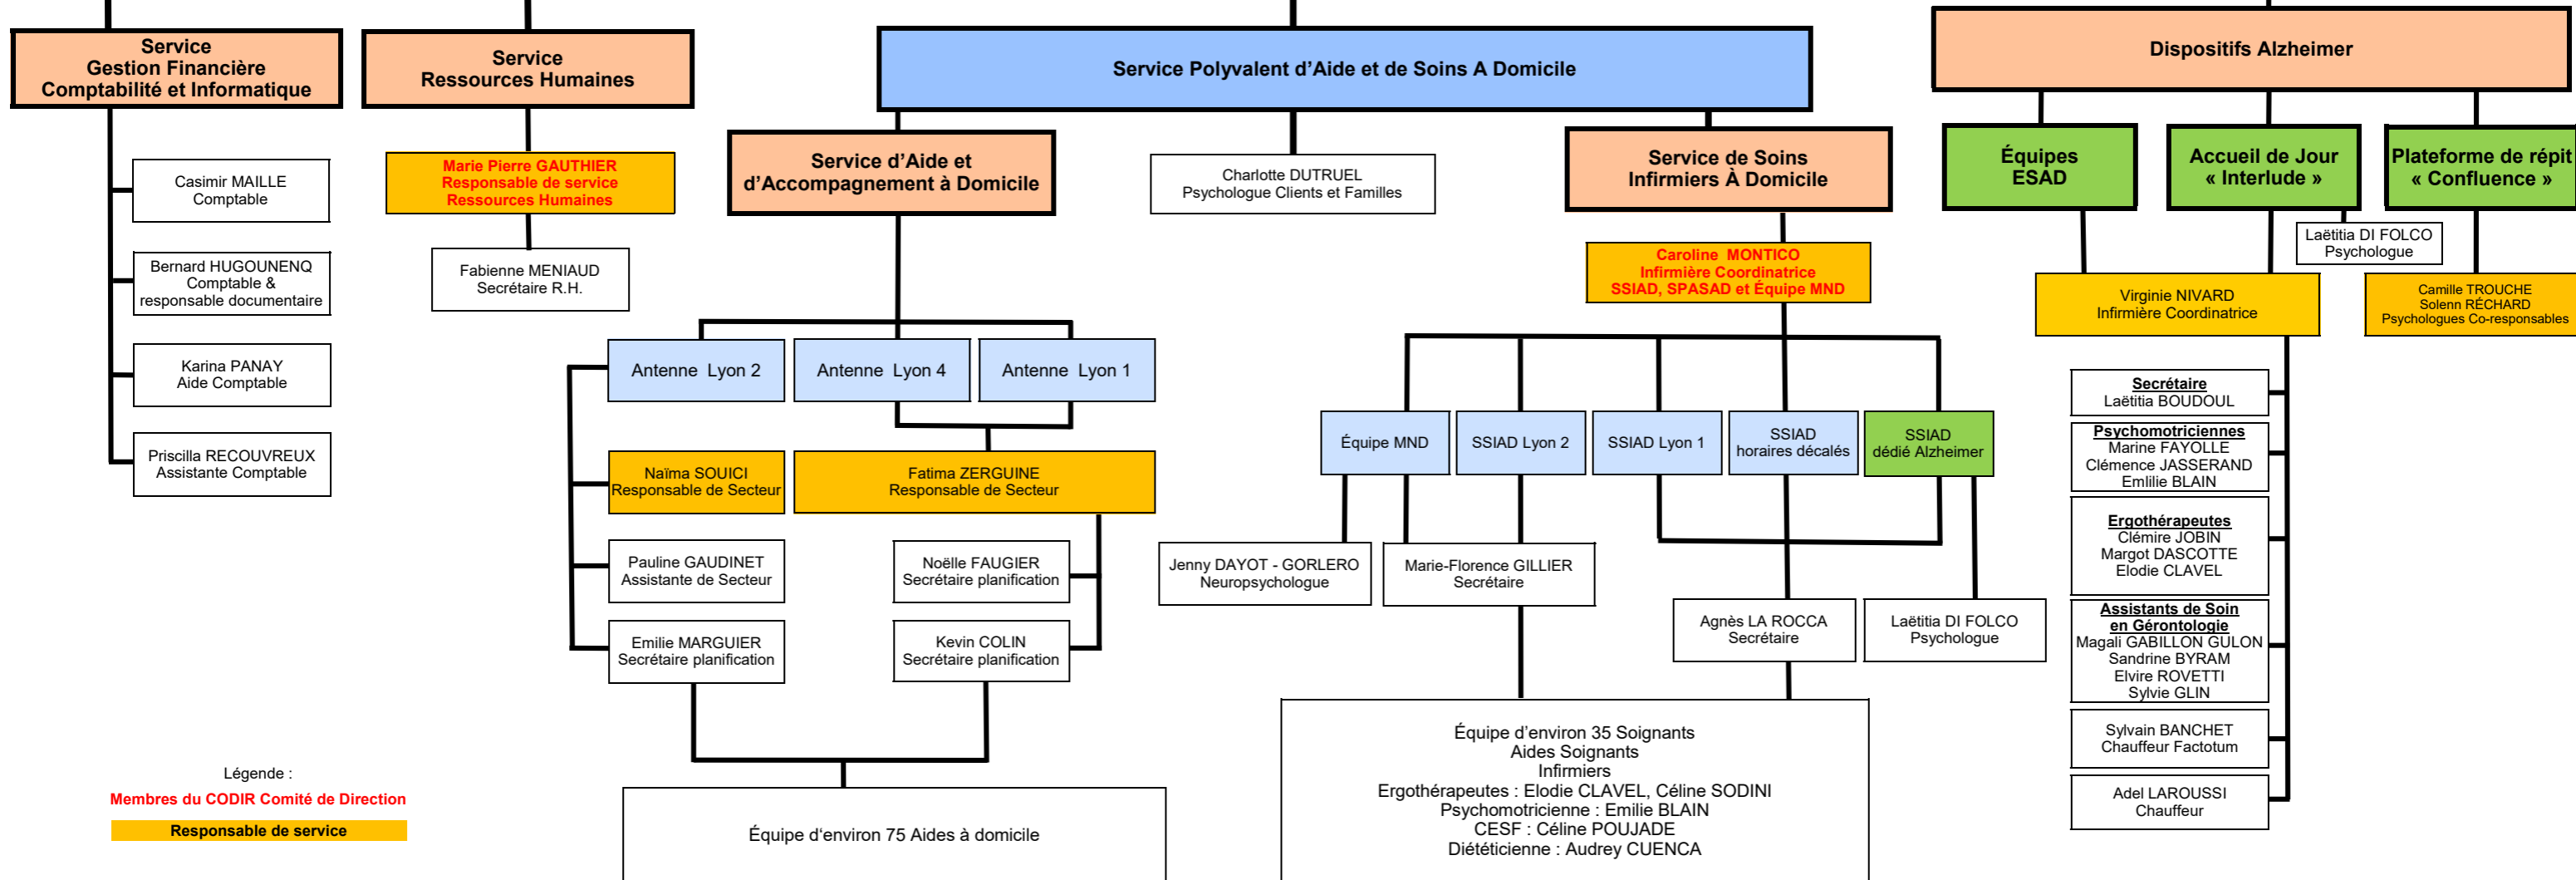 Service
Gestion Financière
Comptabilité et Informatique
Casimir MAILLE
Comptable
Bernard HUGOUNENQ
Comptable &
responsable documentaire
Karina PANAY
Aide Comptable
Priscilla RECOUVREUX
Assistante Comptable
Service
Ressources Humaines
Marie Pierre GAUTHIER
Responsable de service
Ressources Humaines
Fabienne MENIAUD
Secrétaire R.H.
Service Polyvalent d'Aide et de Soins A Domicile
Service d'Aide et
d'Accompagnement à Domicile
Charlotte DUTRUEL
Psychologue Clients et Familles
Service de Soins
Infirmiers À Domicile
Antenne Lyon 2
Antenne Lyon 4
Antenne Lyon 1
Naïma SOUICI
Responsable de Secteur
Fatima ZERGUINE
Responsable de Secteur
Pauline GAUDINET
Assistante de Secteur
Noëlle FAUGIER
Secrétaire planification
Emilie MARGUIER
Secrétaire planification
Kevin COLIN
Secrétaire planification
Équipe d'environ 75 Aides à domicile
Caroline MONTICO
Infirmière Coordinatrice
SSIAD, SPASAD et Équipe MND
Équipe MND
SSIAD Lyon 2
SSIAD Lyon 1
SSIAD
horaires décalés
SSIAD
dédié Alzheimer
Jenny DAYOT - GORLERO
Neuropsychologue
Marie-Florence GILLIER
Secrétaire
Agnès LA ROCCA
Secrétaire
Laëtitia DI FOLCO
Psychologue
Équipe d'environ 35 Soignants
Aides Soignants
Infirmiers
Ergothérapeutes : Elodie CLAVEL, Céline SODINI
Psychomotricienne : Emilie BLAIN
CESF : Céline POUJADE
Diététicienne : Audrey CUENCA
Dispositifs Alzheimer
Équipes
ESAD
Accueil de Jour
« Interlude »
Plateforme de répit
« Confluence »
Laëtitia DI FOLCO
Psychologue
Virginie NIVARD
Infirmière Coordinatrice
Camille TROUCHE
Solenn RÉCHARD
Psychologues Co-responsables
Secrétaire
Laëtitia BOUDOUL
Psychomotriciennes
Marine FAYOLLE
Clémence JASSERAND
Emlilie BLAIN
Ergothérapeutes
Clémire JOBIN
Margot DASCOTTE
Elodie CLAVEL
Assistants de Soin
en Gérontologie
Magali GABILLON GULON
Sandrine BYRAM
Elvire ROVETTI
Sylvie GLIN
Sylvain BANCHET
Chauffeur Factotum
Adel LAROUSSI
Chauffeur
Légende :
Membres du CODIR Comité de Direction
Responsable de service